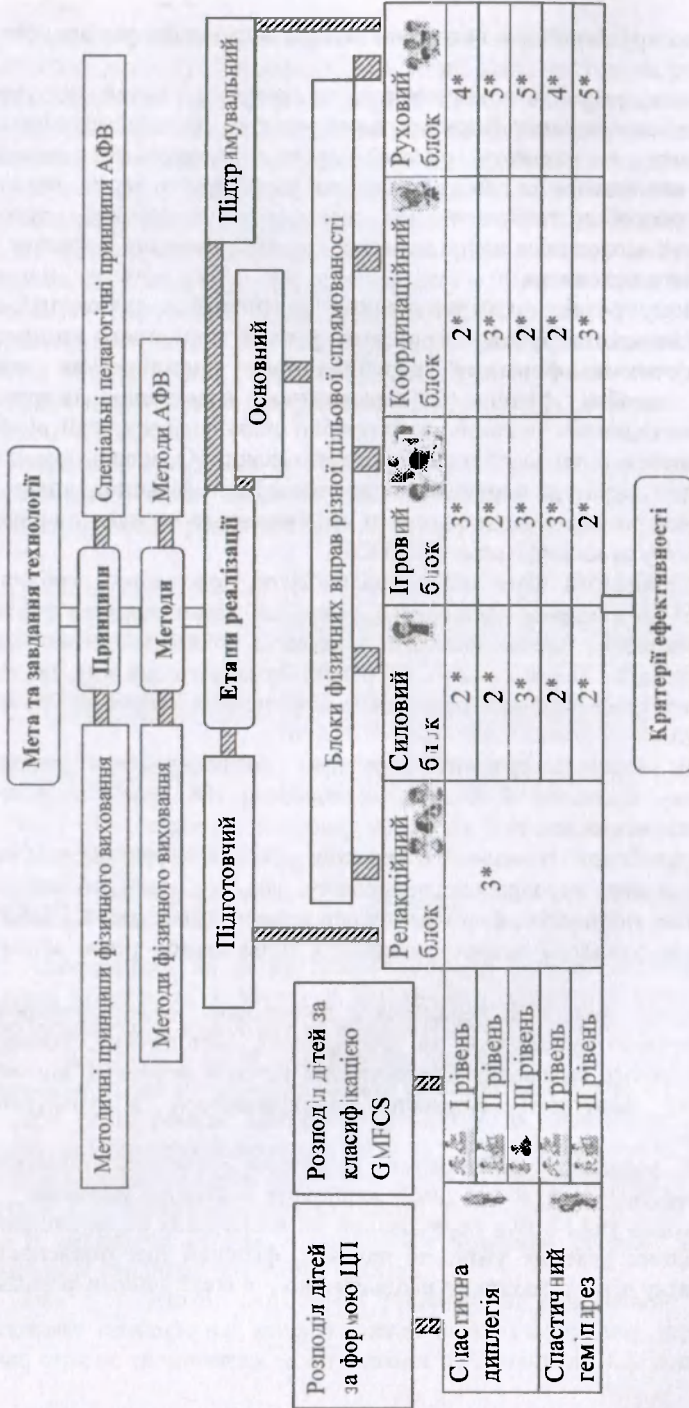 Мета та завдання технології
Методичні принципи фізичного виховання
Принципи
Спеціальні педагогічні принципи АФВ
Методи фізичного виховання
Методи
Методи АФВ
Етапи реалізації
Підготовчий
Основний
Підтримувальний
Блоки фізичних вправ різної спрямованості
Розподіл дітей
за формою ЦП
Розподіл дітей за
класифікацією
GMFCS
Релаксаційний
блок
Силовий
блок
Ігровий
блок
Координаційний
блок
Руховий
блок
Спастична
диплегія
І рівень 2* 3* 2* 4*
ІІ рівень 3* 2* 2* 3* 5*
ІІІ рівень 3* 3* 2* 5*
Спастичний
геміпарез
І рівень 2* 3* 2* 4*
ІІ рівень 2* 2* 3* 5*
Критерії ефективності